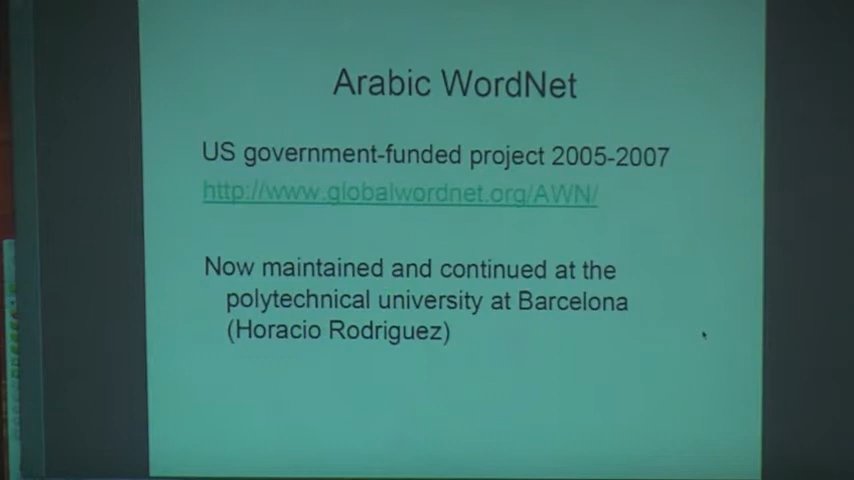 Arabic WordNet
US government-funded project 2005-2007
http://www.globalwordnet.org/AWN/
Now maintained and continued at the
polytechnical university at Barcelona
(Horacio Rodriguez)